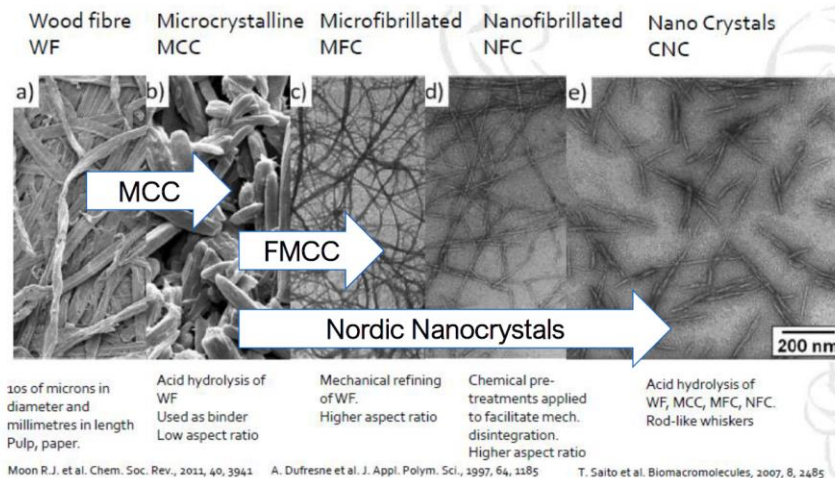 Wood fibre
WF
Microcrystalline
MCC
Microfibrillated
MFC
Nanofibrillated
NFC
Nano Crystals
CNC
a)
b)
c)
d)
e)
MCC
FMCC
Nordic Nanocrystals
200 nm
10s of microns in
diameter and
millimetres in length
Pulp, paper.
Acid hydrolysis of
WF
Used as binder
Low aspect ratio
Mechanical refining
of WF.
Higher aspect ratio
Chemical pre-
treatments applied
to facilitate mech.
disintegration.
Higher aspect ratio
Acid hydrolysis of
WF, MCC, MFC, NFC.
Rod-like whiskers
Moon R.J. et al. Chem. Soc. Rev., 2011, 40, 3941
A. Dufresne et al. J. Appl. Polym. Sci., 1997, 64, 1185
T. Saito et al. Biomacromolecules, 2007, 8, 2485